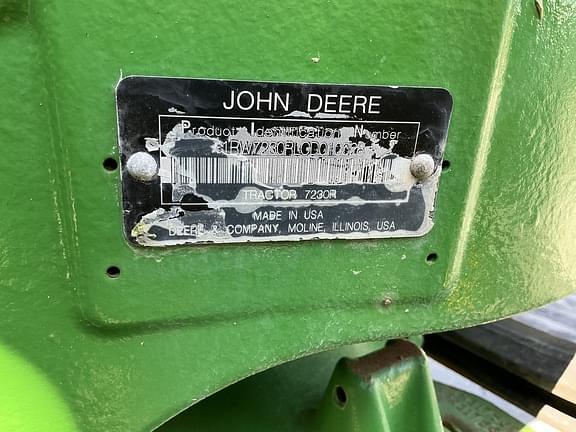 JOHN DEERE
Product Identification Number
TRACTOR 7230R
MADE IN USA
DEERE & COMPANY, MOLINE, ILLINOIS, USA